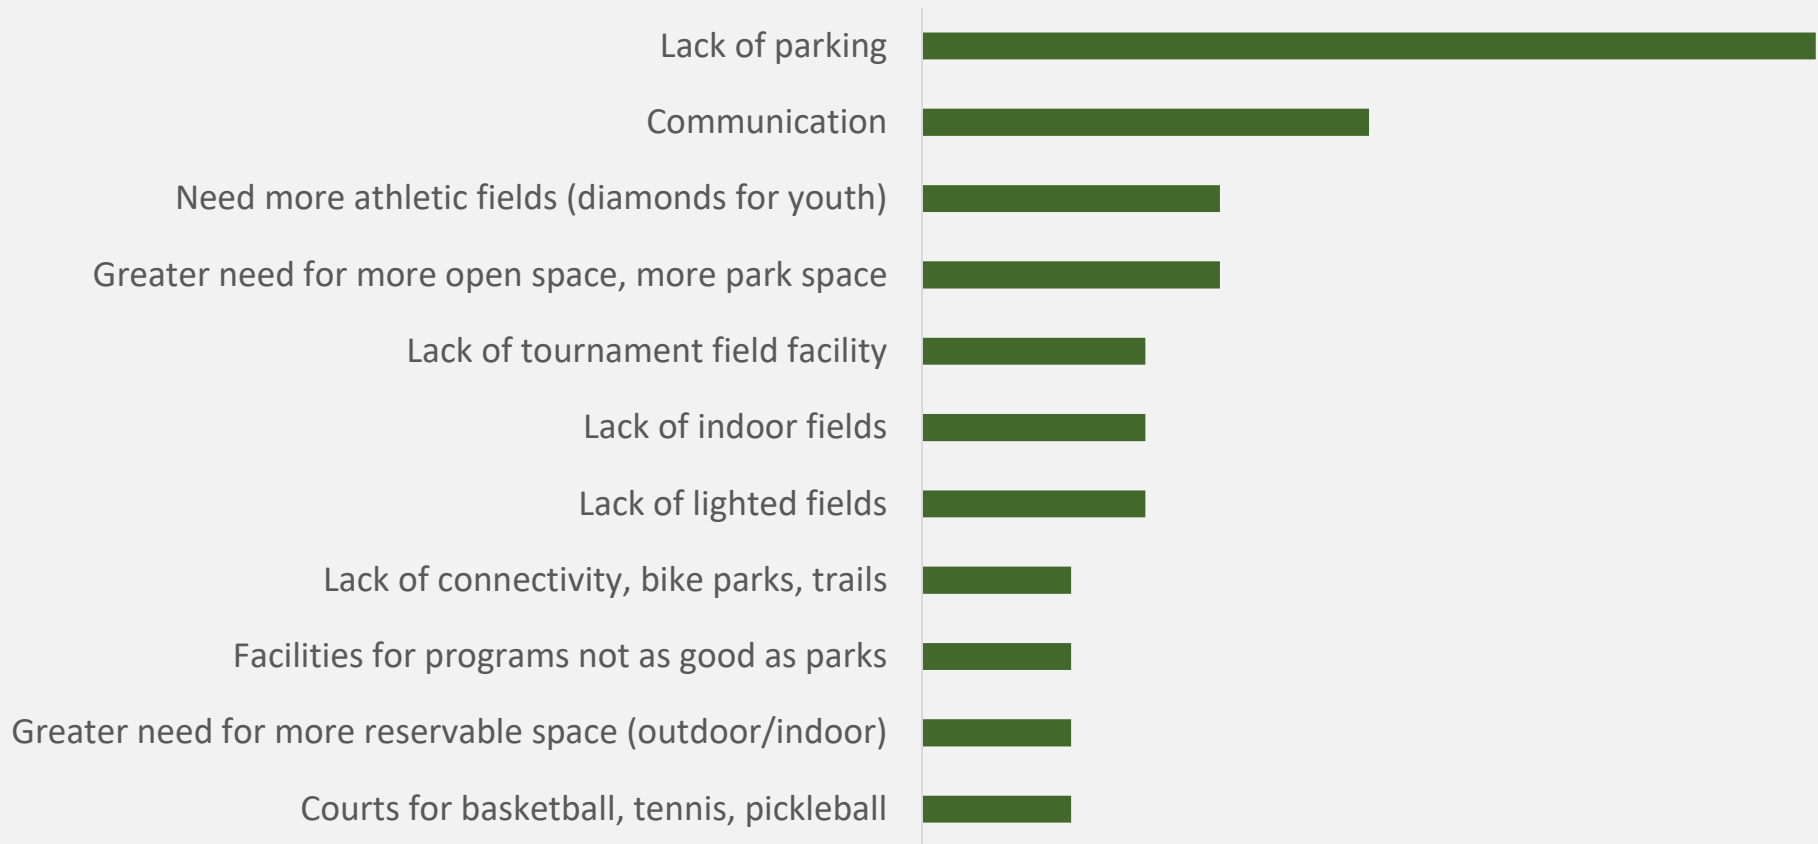 Lack of parking
Communication
Need more athletic fields (diamonds for youth)
Greater need for more open space, more park space
Lack of tournament field facility
Lack of indoor fields
Lack of lighted fields
Lack of connectivity, bike parks, trails
Facilities for programs not as good as parks
Greater need for more reservable space (outdoor/indoor)
Courts for basketball, tennis, pickleball